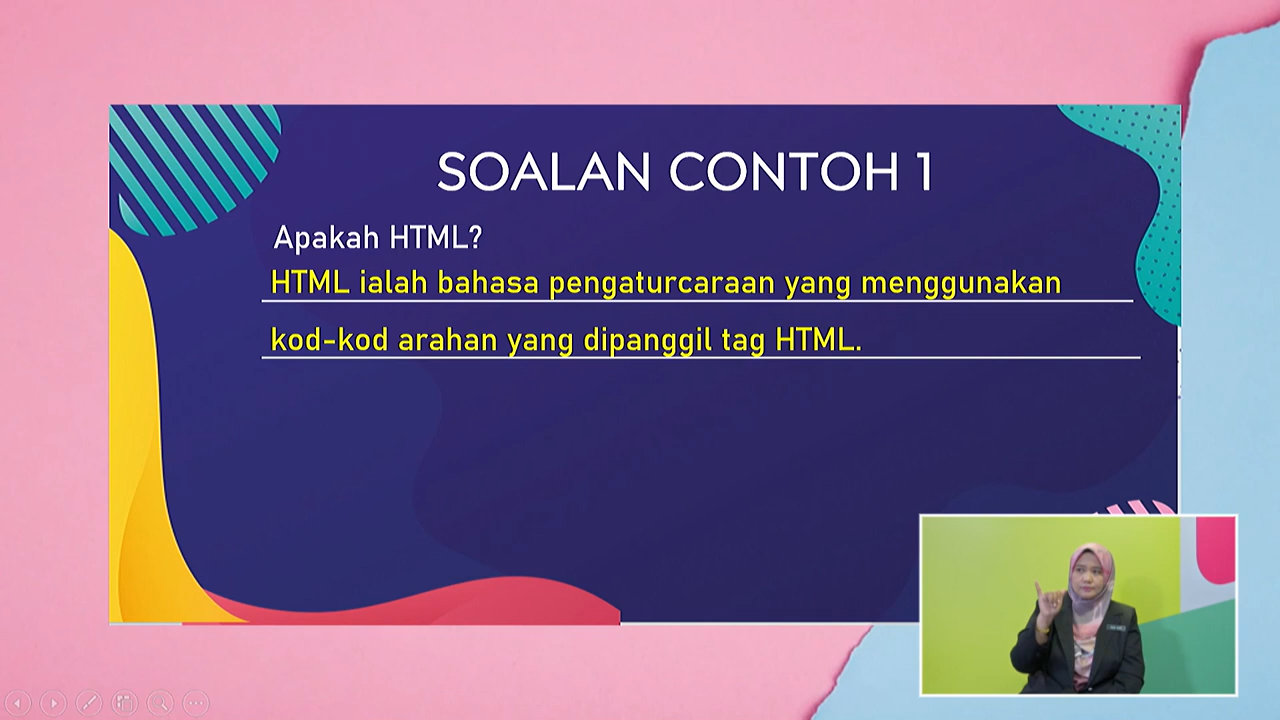 SOALAN CONTOH 1
Apakah HTML?
HTML ialah bahasa pengaturcaraan yang menggunakan
kod-kod arahan yang dipanggil tag HTML.